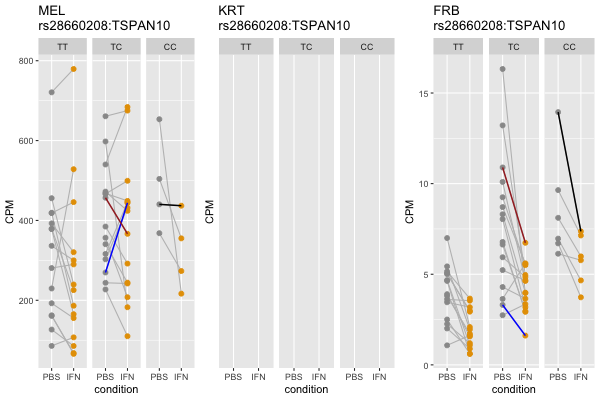 MEL
rs28660208:TSPAN10
TT TC CC
800
600
400
200
CPM
PBS IFN PBS IFN PBS IFN
condition
KRT
rs28660208:TSPAN10
TT TC CC
CPM
PBS IFN PBS IFN PBS IFN
condition
FRB
rs28660208:TSPAN10
TT TC CC
15
10
5
0
CPM
PBS IFN PBS IFN PBS IFN
condition